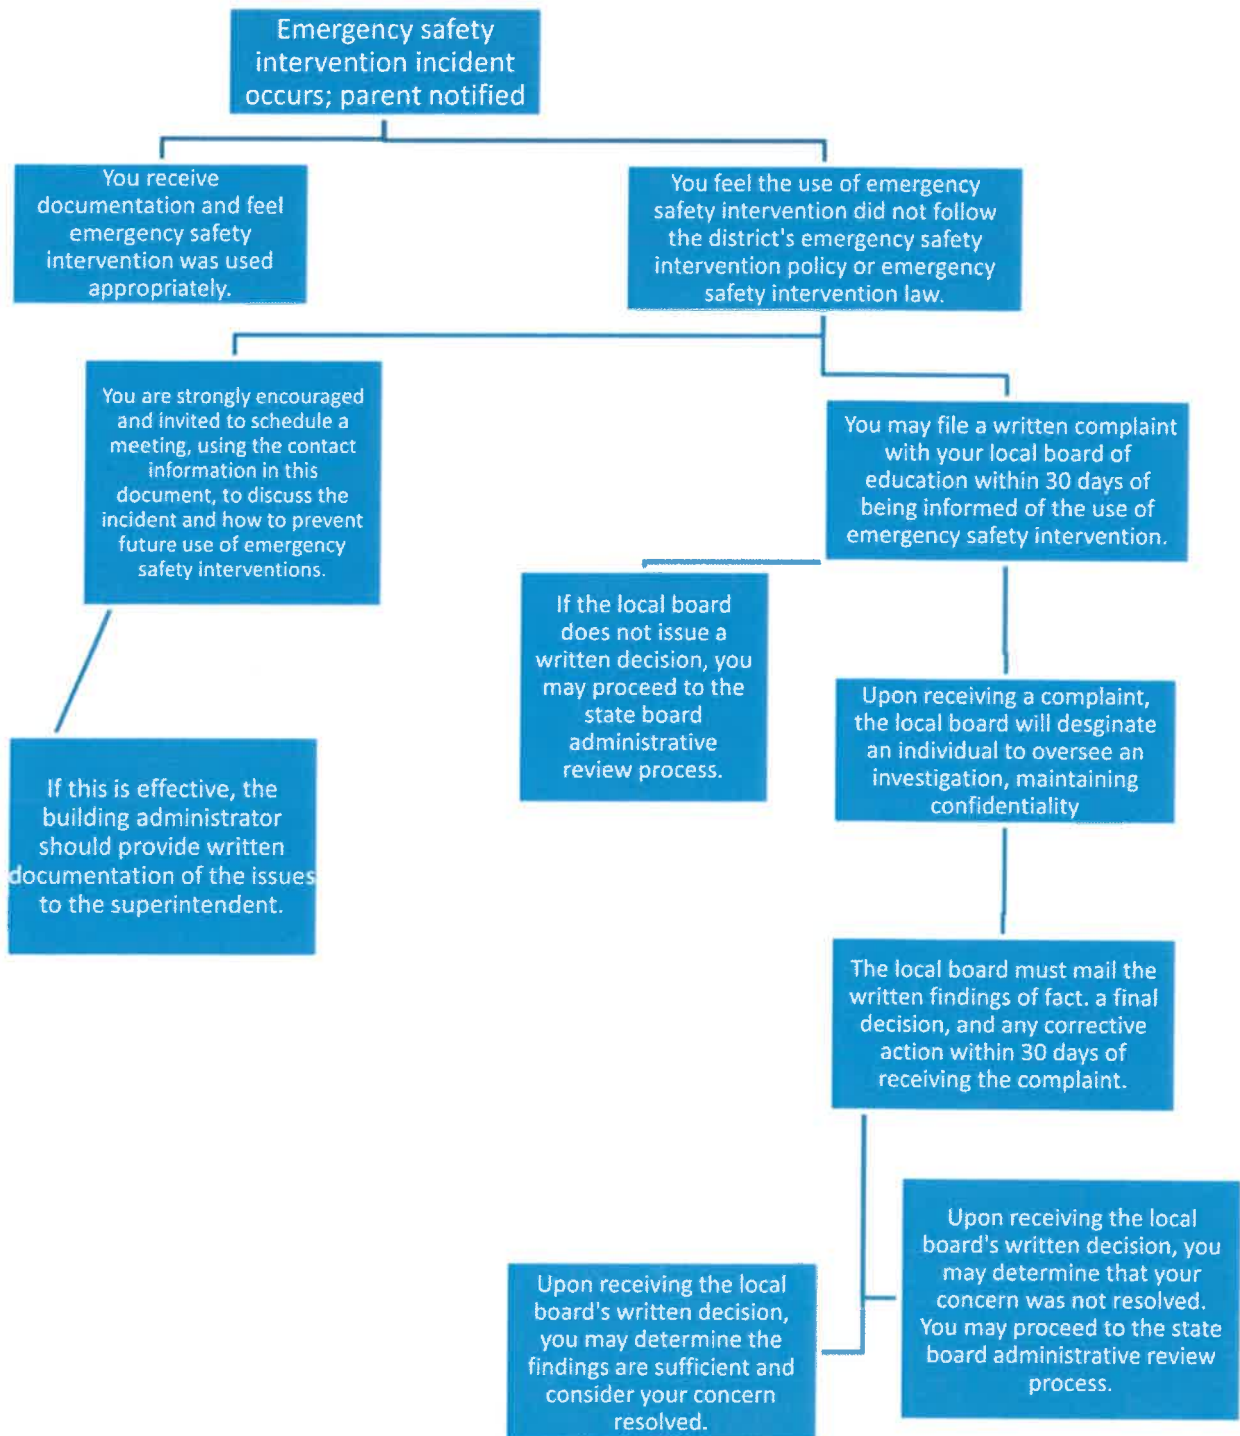 Emergency safety
intervention incident
occurs; parent notified
You receive
documentation and feel
emergency safety
intervention was used
appropriately.
You feel the use of emergency
safety intervention did not follow
the district's emergency safety
intervention policy or emergency
safety intervention law.
You are strongly encouraged
and invited to schedule a
meeting, using the contact
information in this
document, to discuss the
incident and how to prevent
future use of emergency
safety interventions.
You may file a written complaint
with your local board of
education within 30 days of
being informed of the use of
emergency safety intervention.
If the local board
does not issue a
written decision, you
may proceed to the
state board
administrative
review process.
Upon receiving a complaint,
the local board will desginate
an individual to oversee an
investigation, maintaining
confidentiality
If this is effective, the
building administrator
should provide written
documentation of the issues
to the superintendent.
The local board must mail the
written findings of fact. a final
decision, and any corrective
action within 30 days of
receiving the complaint.
Upon receiving the local
board's written decision,
you may determine the
findings are sufficient and
consider your concern
resolved.
Upon receiving the local
board's written decision, you
may determine that your
concern was not resolved.
You may proceed to the state
board administrative review
process.